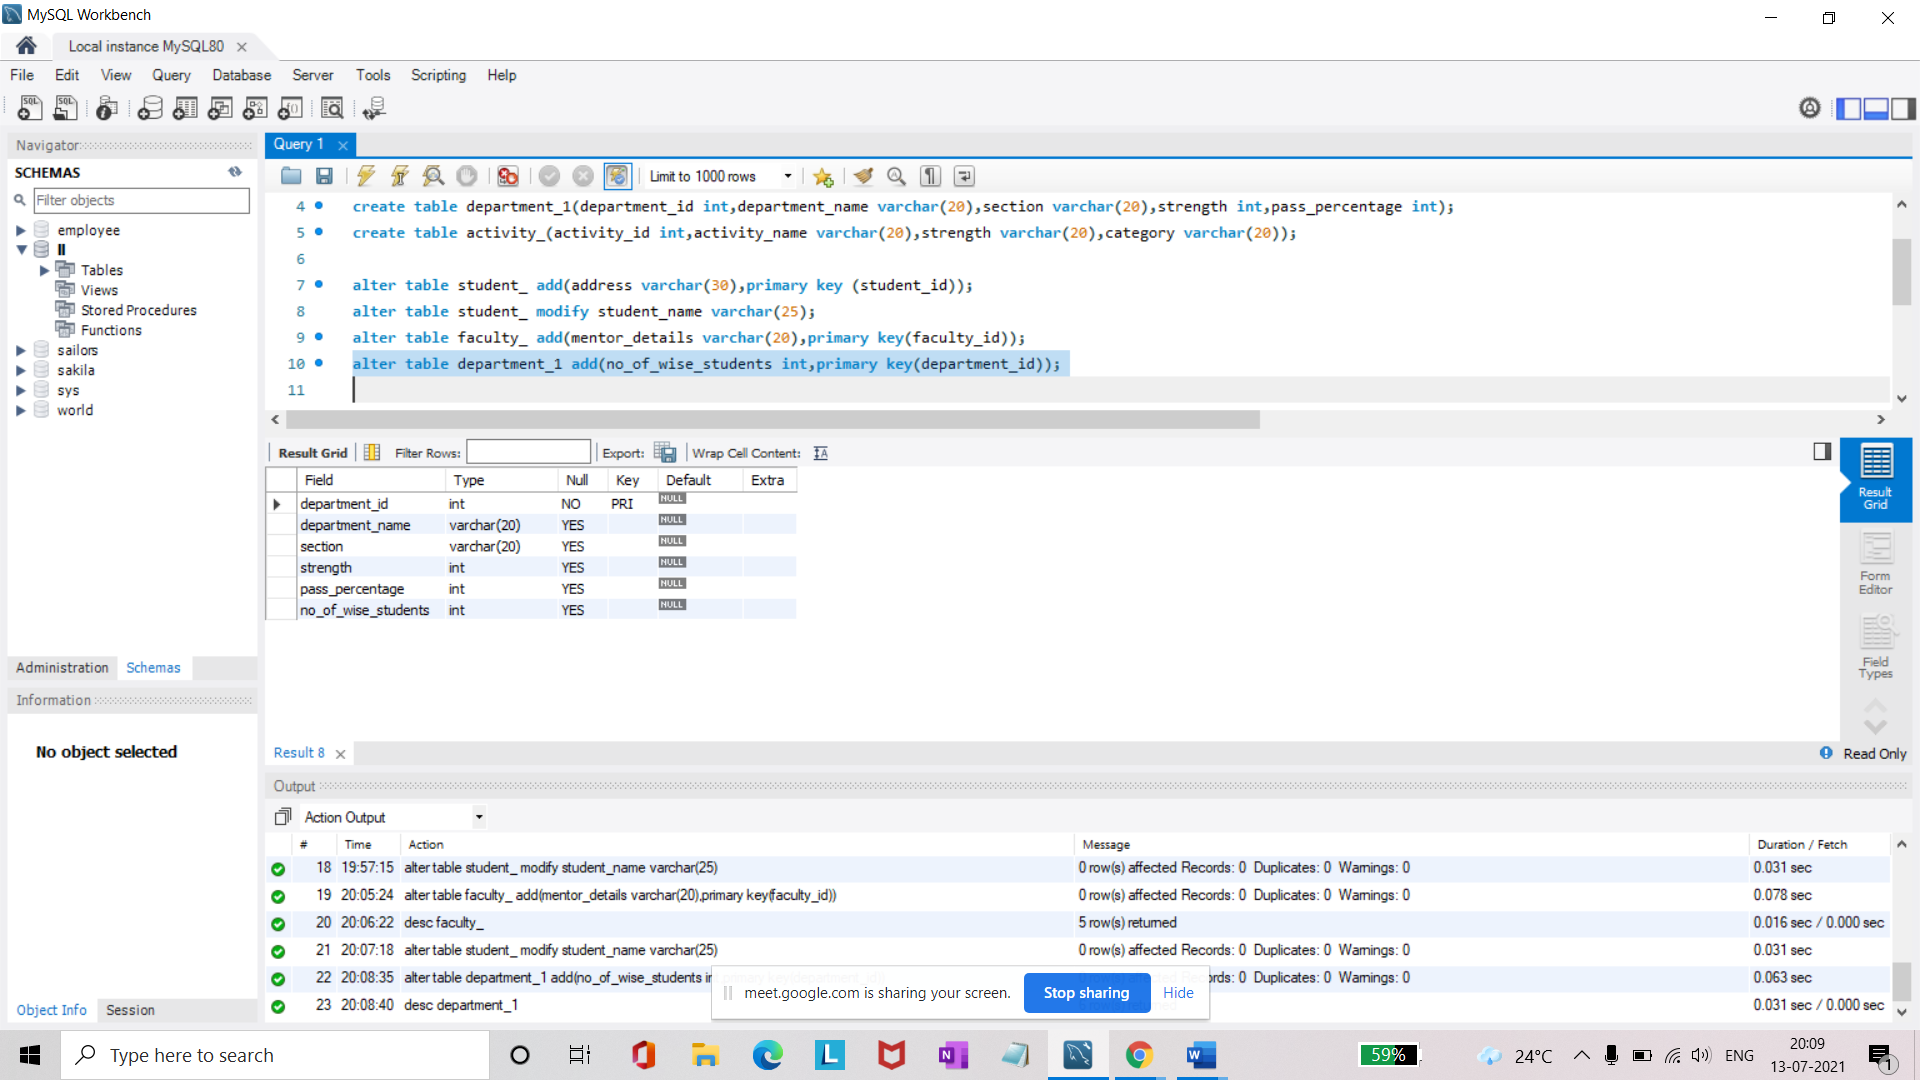 MySQL Workbench
Local instance MySQL80
File Edit View Query Database Server Tools Scripting Help
Navigator
SCHEMAS
Filter objects
employee
ll
Tables
Views
Stored Procedures
Functions
sailors
sakila
sys
world
Administration Schemas
Information
No object selected
Object Info Session
Query 1
Limit to 1000 rows
4 create table department_1(department_id int,department_name varchar(20),section varchar(20),strength int,pass_percentage int);
5 create table activity_(activity_id int,activity_name varchar(20),strength varchar(20),category varchar(20));
6
7 alter table student_ add(address varchar(30),primary key (student_id));
8 alter table student_ modify student_name varchar(25);
9 alter table faculty_ add(mentor_details varchar(20),primary key(faculty_id));
10 alter table department_1 add(no_of_wise_students int,primary key(department_id));
11
Result Grid Filter Rows: Export: Wrap Cell Content:
Field Type Null Key Default Extra
department_id int NO PRI NULL
department_name varchar(20) YES NULL
section varchar(20) YES NULL
strength int YES NULL
pass_percentage int YES NULL
no_of_wise_students int YES NULL
Result Grid
Form Editor
Field Types
Result 8
Read Only
Output
Action Output
# Time Action Message Duration / Fetch
18 19:57:15 alter table student_ modify student_name varchar(25) 0 row(s) affected Records: 0 Duplicates: 0 Warnings: 0 0.031 sec
19 20:05:24 alter table faculty_ add(mentor_details varchar(20),primary key(faculty_id)) 0 row(s) affected Records: 0 Duplicates: 0 Warnings: 0 0.078 sec
20 20:06:22 desc faculty_ 5 row(s) returned 0.016 sec / 0.000 sec
21 20:07:18 alter table student_ modify student_name varchar(25) 0 row(s) affected Records: 0 Duplicates: 0 Warnings: 0 0.031 sec
22 20:08:35 alter table department_1 add(no_of_wise_students Duplicates: 0 Warnings: 0 0.063 sec
23 20:08:40 desc department_1 0.031 sec / 0.000 sec
meet.google.com is sharing your screen. Stop sharing Hide
Type here to search
59%
24°C
ENG
20:09
13-07-2021
1